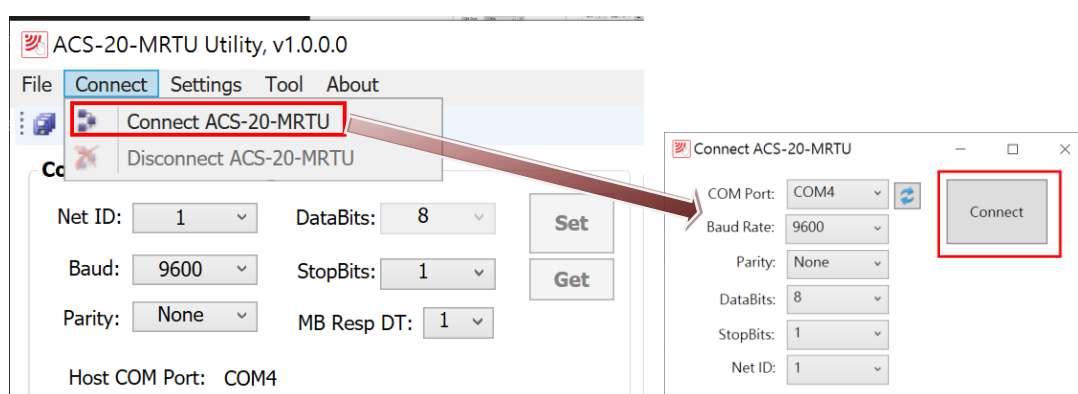 ACS-20-MRTU Utility, v1.0.0.0
File Connect Settings Tool About
Connect ACS-20-MRTU
Disconnect ACS-20-MRTU
Co
Net ID: 1 DataBits: 8 Set
Baud: 9600 StopBits: 1 Get
Parity: None MB Resp DT: 1
Host COM Port: COM4
Connect ACS-20-MRTU
COM Port: COM4
Connect
Baud Rate: 9600
Parity: None
DataBits: 8
StopBits: 1
Net ID: 1